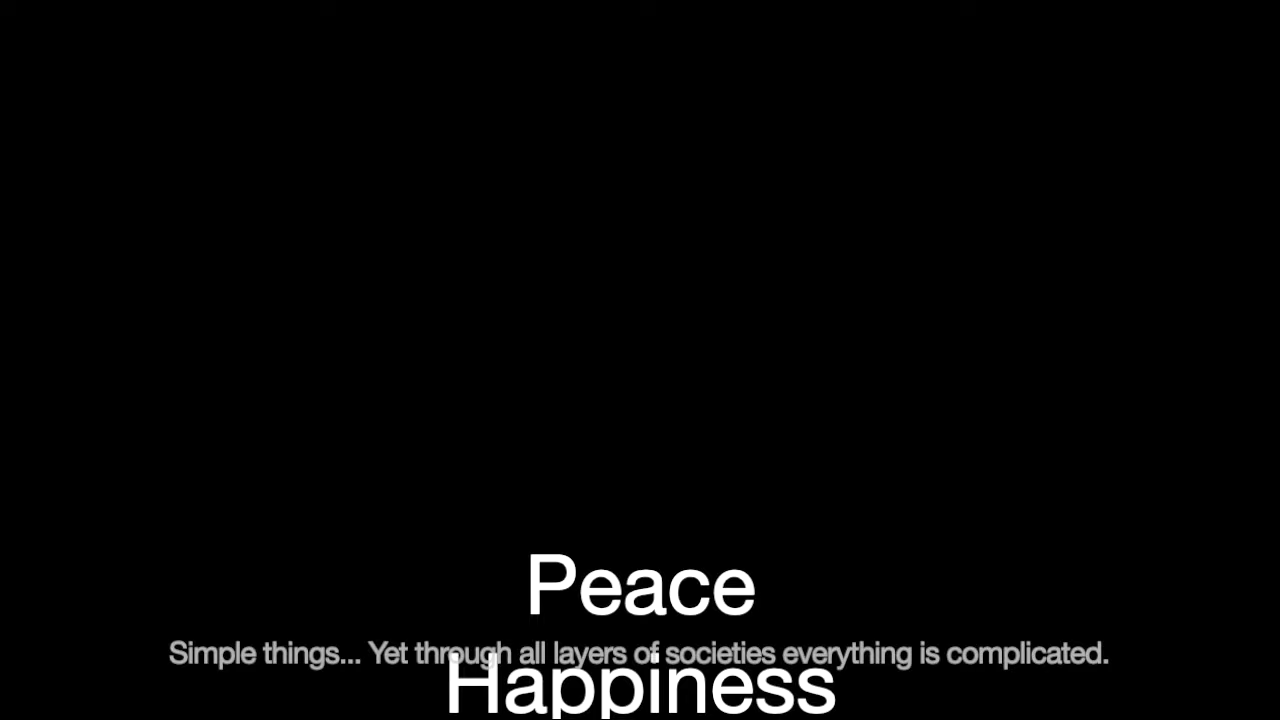 Peace
Simple things... Yet through all layers of societies everything is complicated.
Happiness